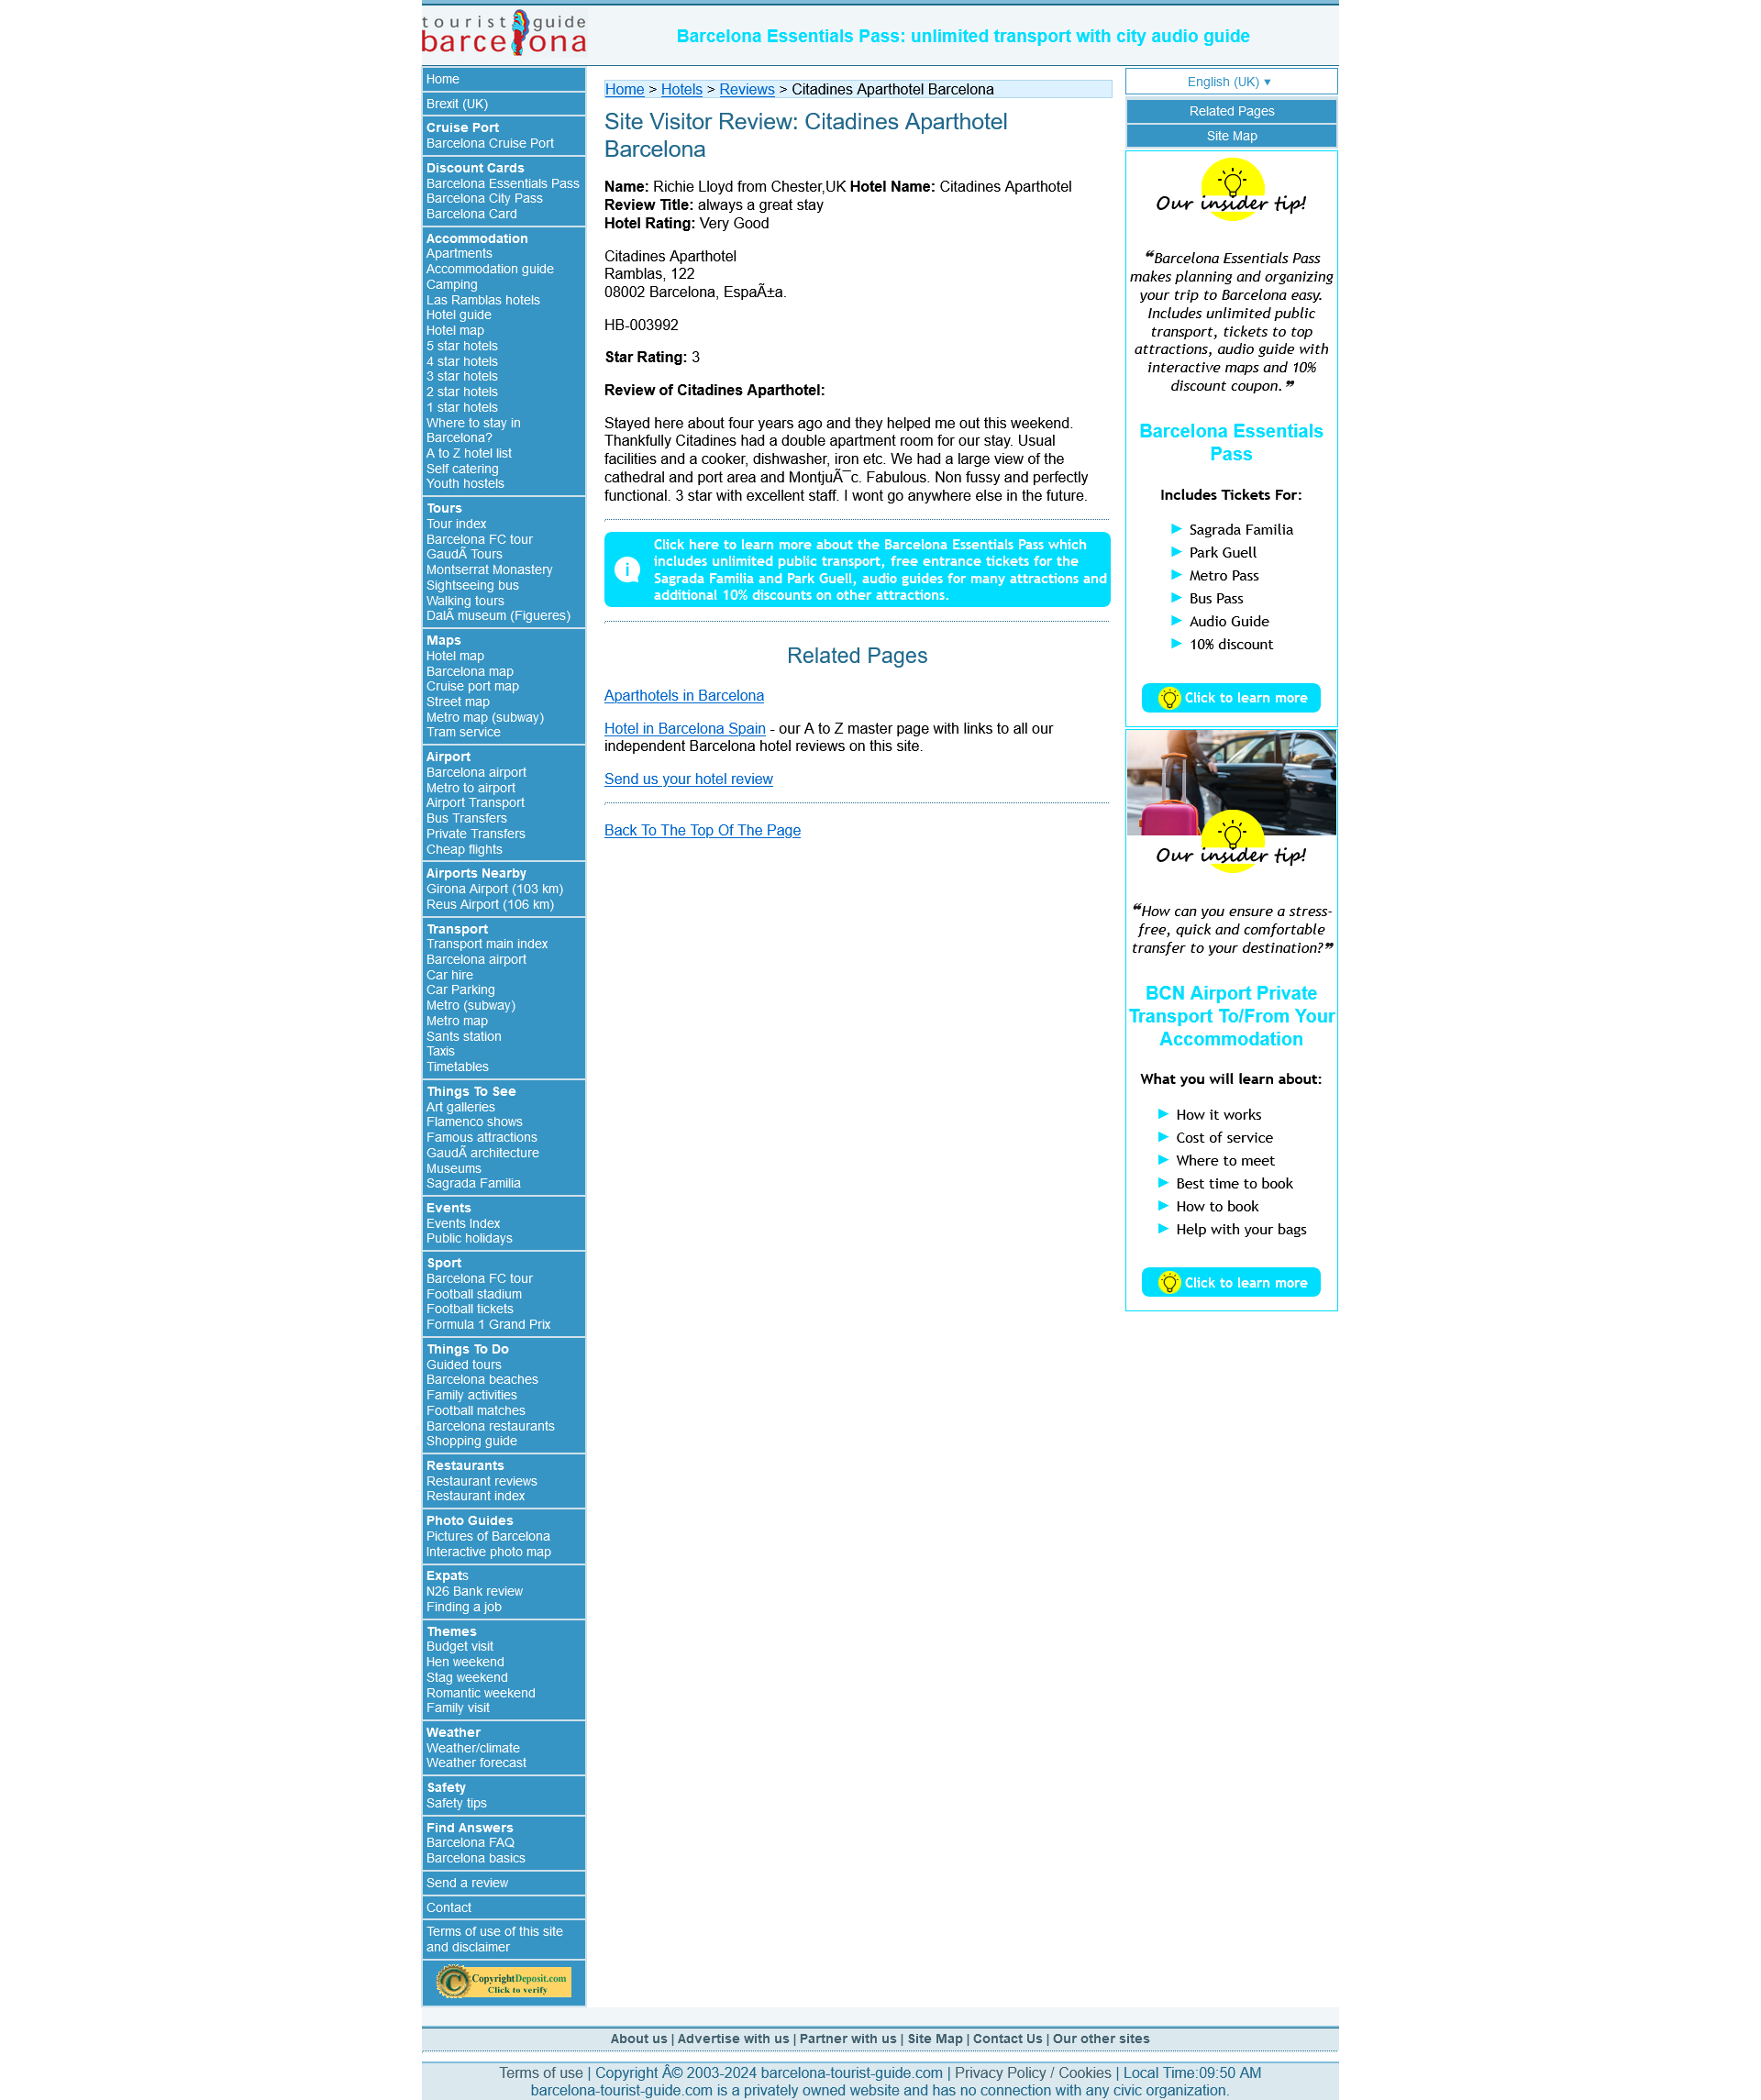 tourist guide
barcelona
Barcelona Essentials Pass: unlimited transport with city audio guide
Home
Brexit (UK)
Cruise Port
Barcelona Cruise Port
Discount Cards
Barcelona Essentials Pass
Barcelona City Pass
Barcelona Card
Accommodation
Apartments
Accommodation guide
Camping
Las Ramblas hotels
Hotel guide
Hotel map
5 star hotels
4 star hotels
3 star hotels
2 star hotels
1 star hotels
Where to stay in
Barcelona?
A to Z hotel list
Self catering
Youth hostels
Tours
Tour index
Barcelona FC tour
GaudÃ Tours
Montserrat Monastery
Sightseeing bus
Walking tours
DalÃ museum (Figueres)
Maps
Hotel map
Barcelona map
Cruise port map
Street map
Metro map (subway)
Tram service
Airport
Barcelona airport
Metro to airport
Airport Transport
Bus Transfers
Private Transfers
Cheap flights
Airports Nearby
Girona Airport (103 km)
Reus Airport (106 km)
Transport
Transport main index
Barcelona airport
Car hire
Car Parking
Metro (subway)
Metro map
Sants station
Taxis
Timetables
Things To See
Art galleries
Flamenco shows
Famous attractions
GaudÃ architecture
Museums
Sagrada Familia
Events
Events Index
Public holidays
Sport
Barcelona FC tour
Football stadium
Football tickets
Formula 1 Grand Prix
Things To Do
Guided tours
Barcelona beaches
Family activities
Football matches
Barcelona restaurants
Shopping guide
Restaurants
Restaurant reviews
Restaurant index
Photo Guides
Pictures of Barcelona
Interactive photo map
Expats
N26 Bank review
Finding a job
Themes
Budget visit
Hen weekend
Stag weekend
Romantic weekend
Family visit
Weather
Weather/climate
Weather forecast
Safety
Safety tips
Find Answers
Barcelona FAQ
Barcelona basics
Send a review
Contact
Terms of use of this site
and disclaimer
CopyrightDeposit.com
Click to verify
Home > Hotels > Reviews > Citadines Aparthotel Barcelona
Site Visitor Review: Citadines Aparthotel
Barcelona
Name: Richie Lloyd from Chester,UK Hotel Name: Citadines Aparthotel
Review Title: always a great stay
Hotel Rating: Very Good
Citadines Aparthotel
Ramblas, 122
08002 Barcelona, EspaÃ±a.
HB-003992
Star Rating: 3
Review of Citadines Aparthotel:
Stayed here about four years ago and they helped me out this weekend.
Thankfully Citadines had a double apartment room for our stay. Usual
facilities and a cooker, dishwasher, iron etc. We had a large view of the
cathedral and port area and MontjuÃ¯c. Fabulous. Non fussy and perfectly
functional. 3 star with excellent staff. I wont go anywhere else in the future.
Click here to learn more about the Barcelona Essentials Pass which
includes unlimited public transport, free entrance tickets for the
Sagrada Familia and Park Guell, audio guides for many attractions and
additional 10% discounts on other attractions.
Related Pages
Aparthotels in Barcelona
Hotel in Barcelona Spain - our A to Z master page with links to all our
independent Barcelona hotel reviews on this site.
Send us your hotel review
Back To The Top Of The Page
English (UK) ▼
Related Pages
Site Map
Our insider tip!
❝Barcelona Essentials Pass
makes planning and organizing
your trip to Barcelona easy.
Includes unlimited public
transport, tickets to top
attractions, audio guide with
interactive maps and 10%
discount coupon.❞
Barcelona Essentials
Pass
Includes Tickets For:
► Sagrada Familia
► Park Guell
► Metro Pass
► Bus Pass
► Audio Guide
► 10% discount
Click to learn more
Our insider tip!
❝How can you ensure a stress-
free, quick and comfortable
transfer to your destination?❞
BCN Airport Private
Transport To/From Your
Accommodation
What you will learn about:
► How it works
► Cost of service
► Where to meet
► Best time to book
► How to book
► Help with your bags
Click to learn more
About us | Advertise with us | Partner with us | Site Map | Contact Us | Our other sites
Terms of use | Copyright Â© 2003-2024 barcelona-tourist-guide.com | Privacy Policy / Cookies | Local Time:09:50 AM
barcelona-tourist-guide.com is a privately owned website and has no connection with any civic organization.